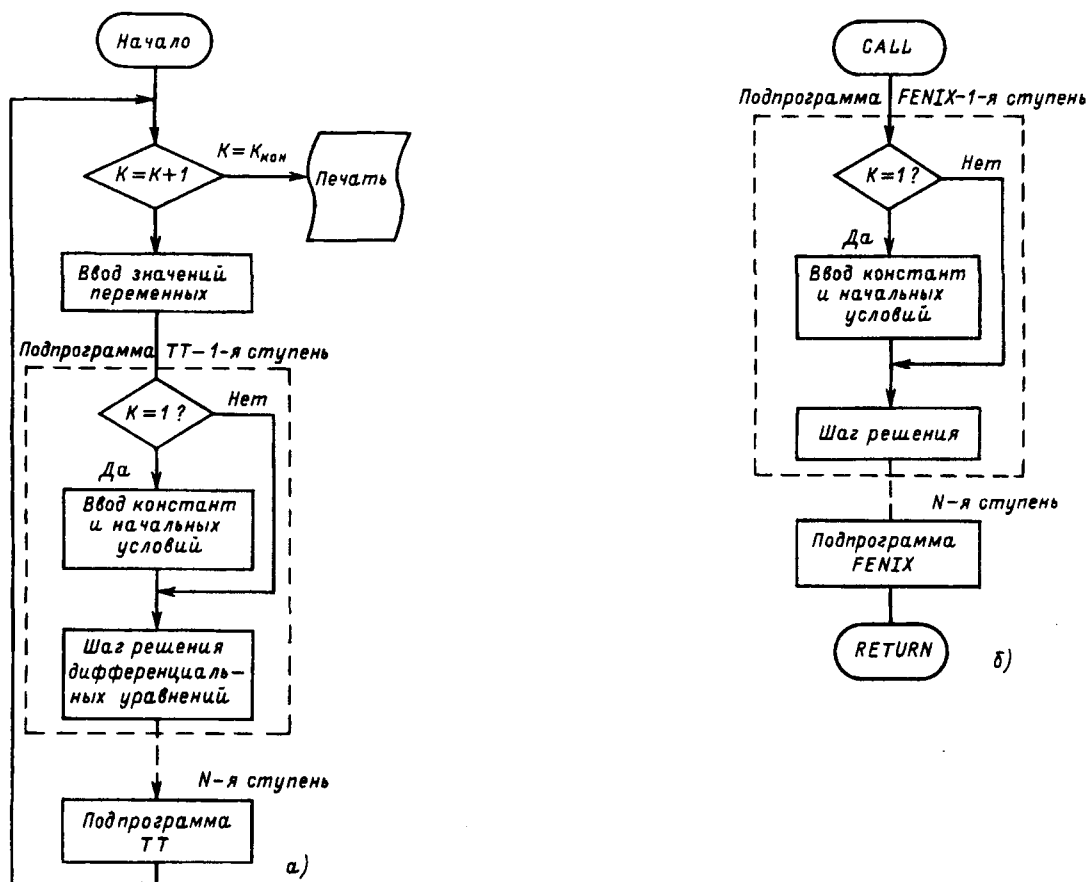 Начало
K=K+1
K=Kкон
Печать
Ввод значений
переменных
Подпрограмма ТТ-1-я ступень
K=1?
Нет
Да
Ввод констант
и начальных
условий
Шаг решения
дифференциаль-
ных уравнений
N-я ступень
Подпрограмма
ТТ
а)
CALL
Подпрограмма FENIX-1-я ступень
K=1?
Нет
Да
Ввод констант
и начальных
условий
Шаг решения
N-я ступень
Подпрограмма
FENIX
RETURN
б)